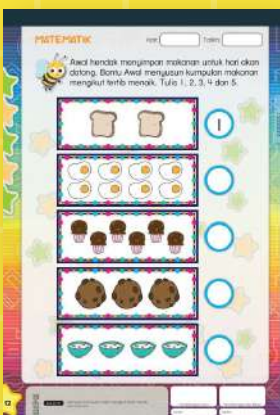 MATEMATIK
Hari:
Tarikh:
Awal hendak menyimpan makanan untuk hari akan
datang. Bantu Awal menyusun kumpulan makanan
mengikut tertib menaik. Tulis 1, 2, 3, 4 dan 5.
1
12